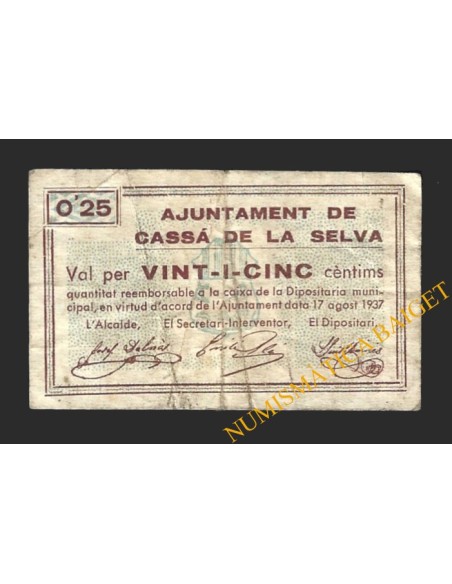 0'25
AJUNTAMENT DE
CASSÁ DE LA SELVA
Val per VINT-I-CINC cèntims
quantitat reemborsable a la caixa de la Dipositaria muni-
cipal, en virtud d'acord de l'Ajuntament data 17 agost 1937
L'Alcalde, El Secretari-Interventor, El Dipositari,
NUMISMATICA BAIGET